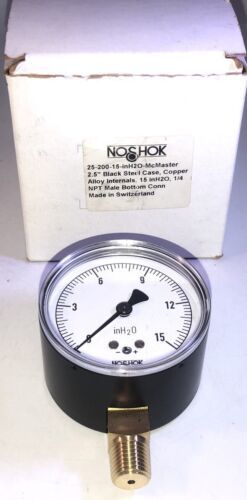 NOSHOK
25-200-15-inH2O-McMaster
2.5" Black Steel Case, Copper
Alloy Internals. 15 inH2O, 1/4
NPT Male Bottom Conn
Made in Switzerland
6 9
3 12
0 15
inH₂O
- +
NOSHOK